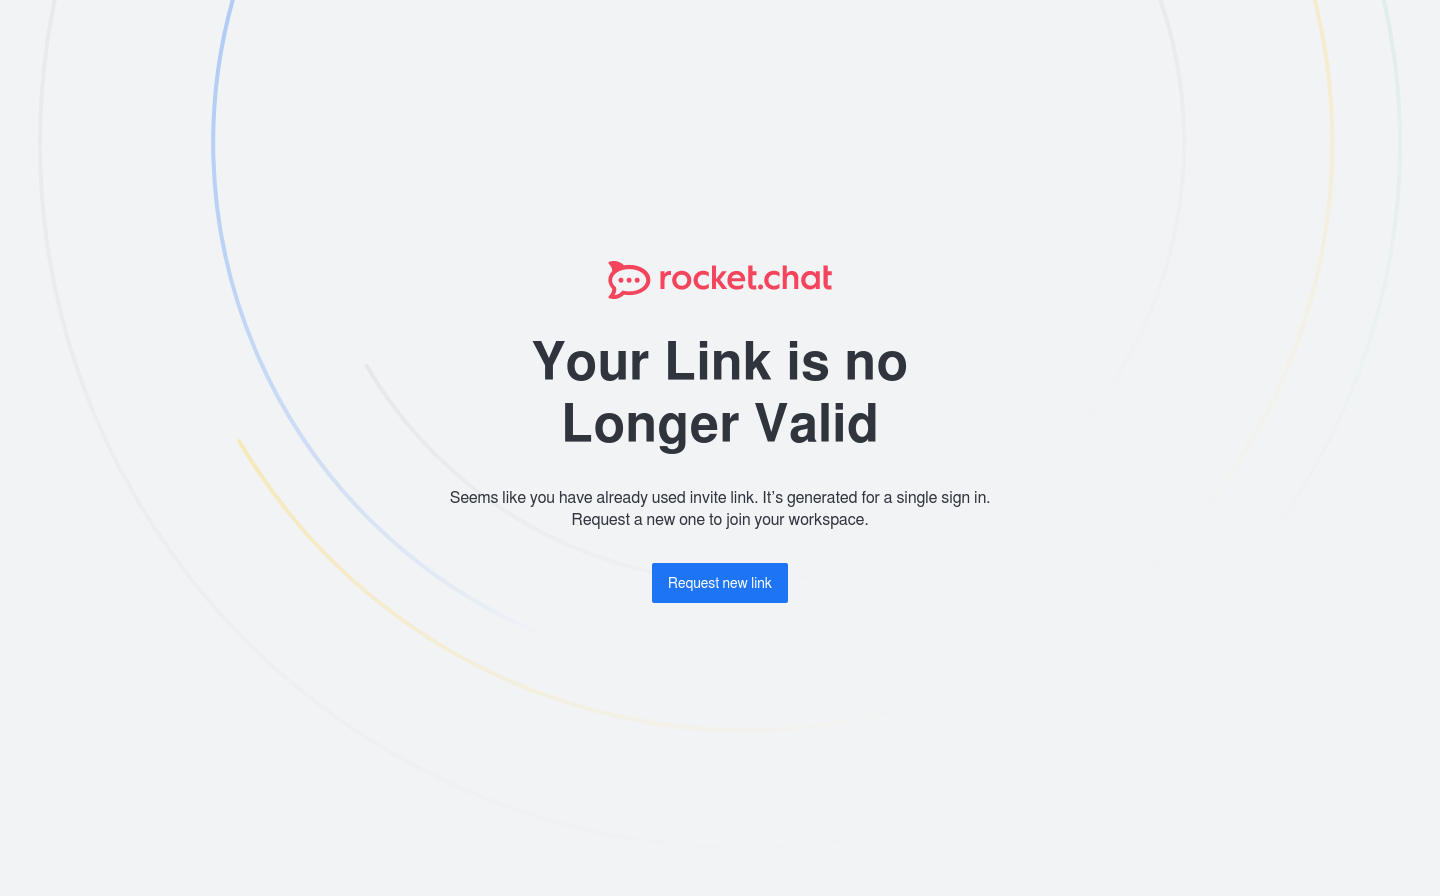 rocket.chat
Your Link is no
Longer Valid
Seems like you have already used invite link. It’s generated for a single sign in.
Request a new one to join your workspace.
Request new link